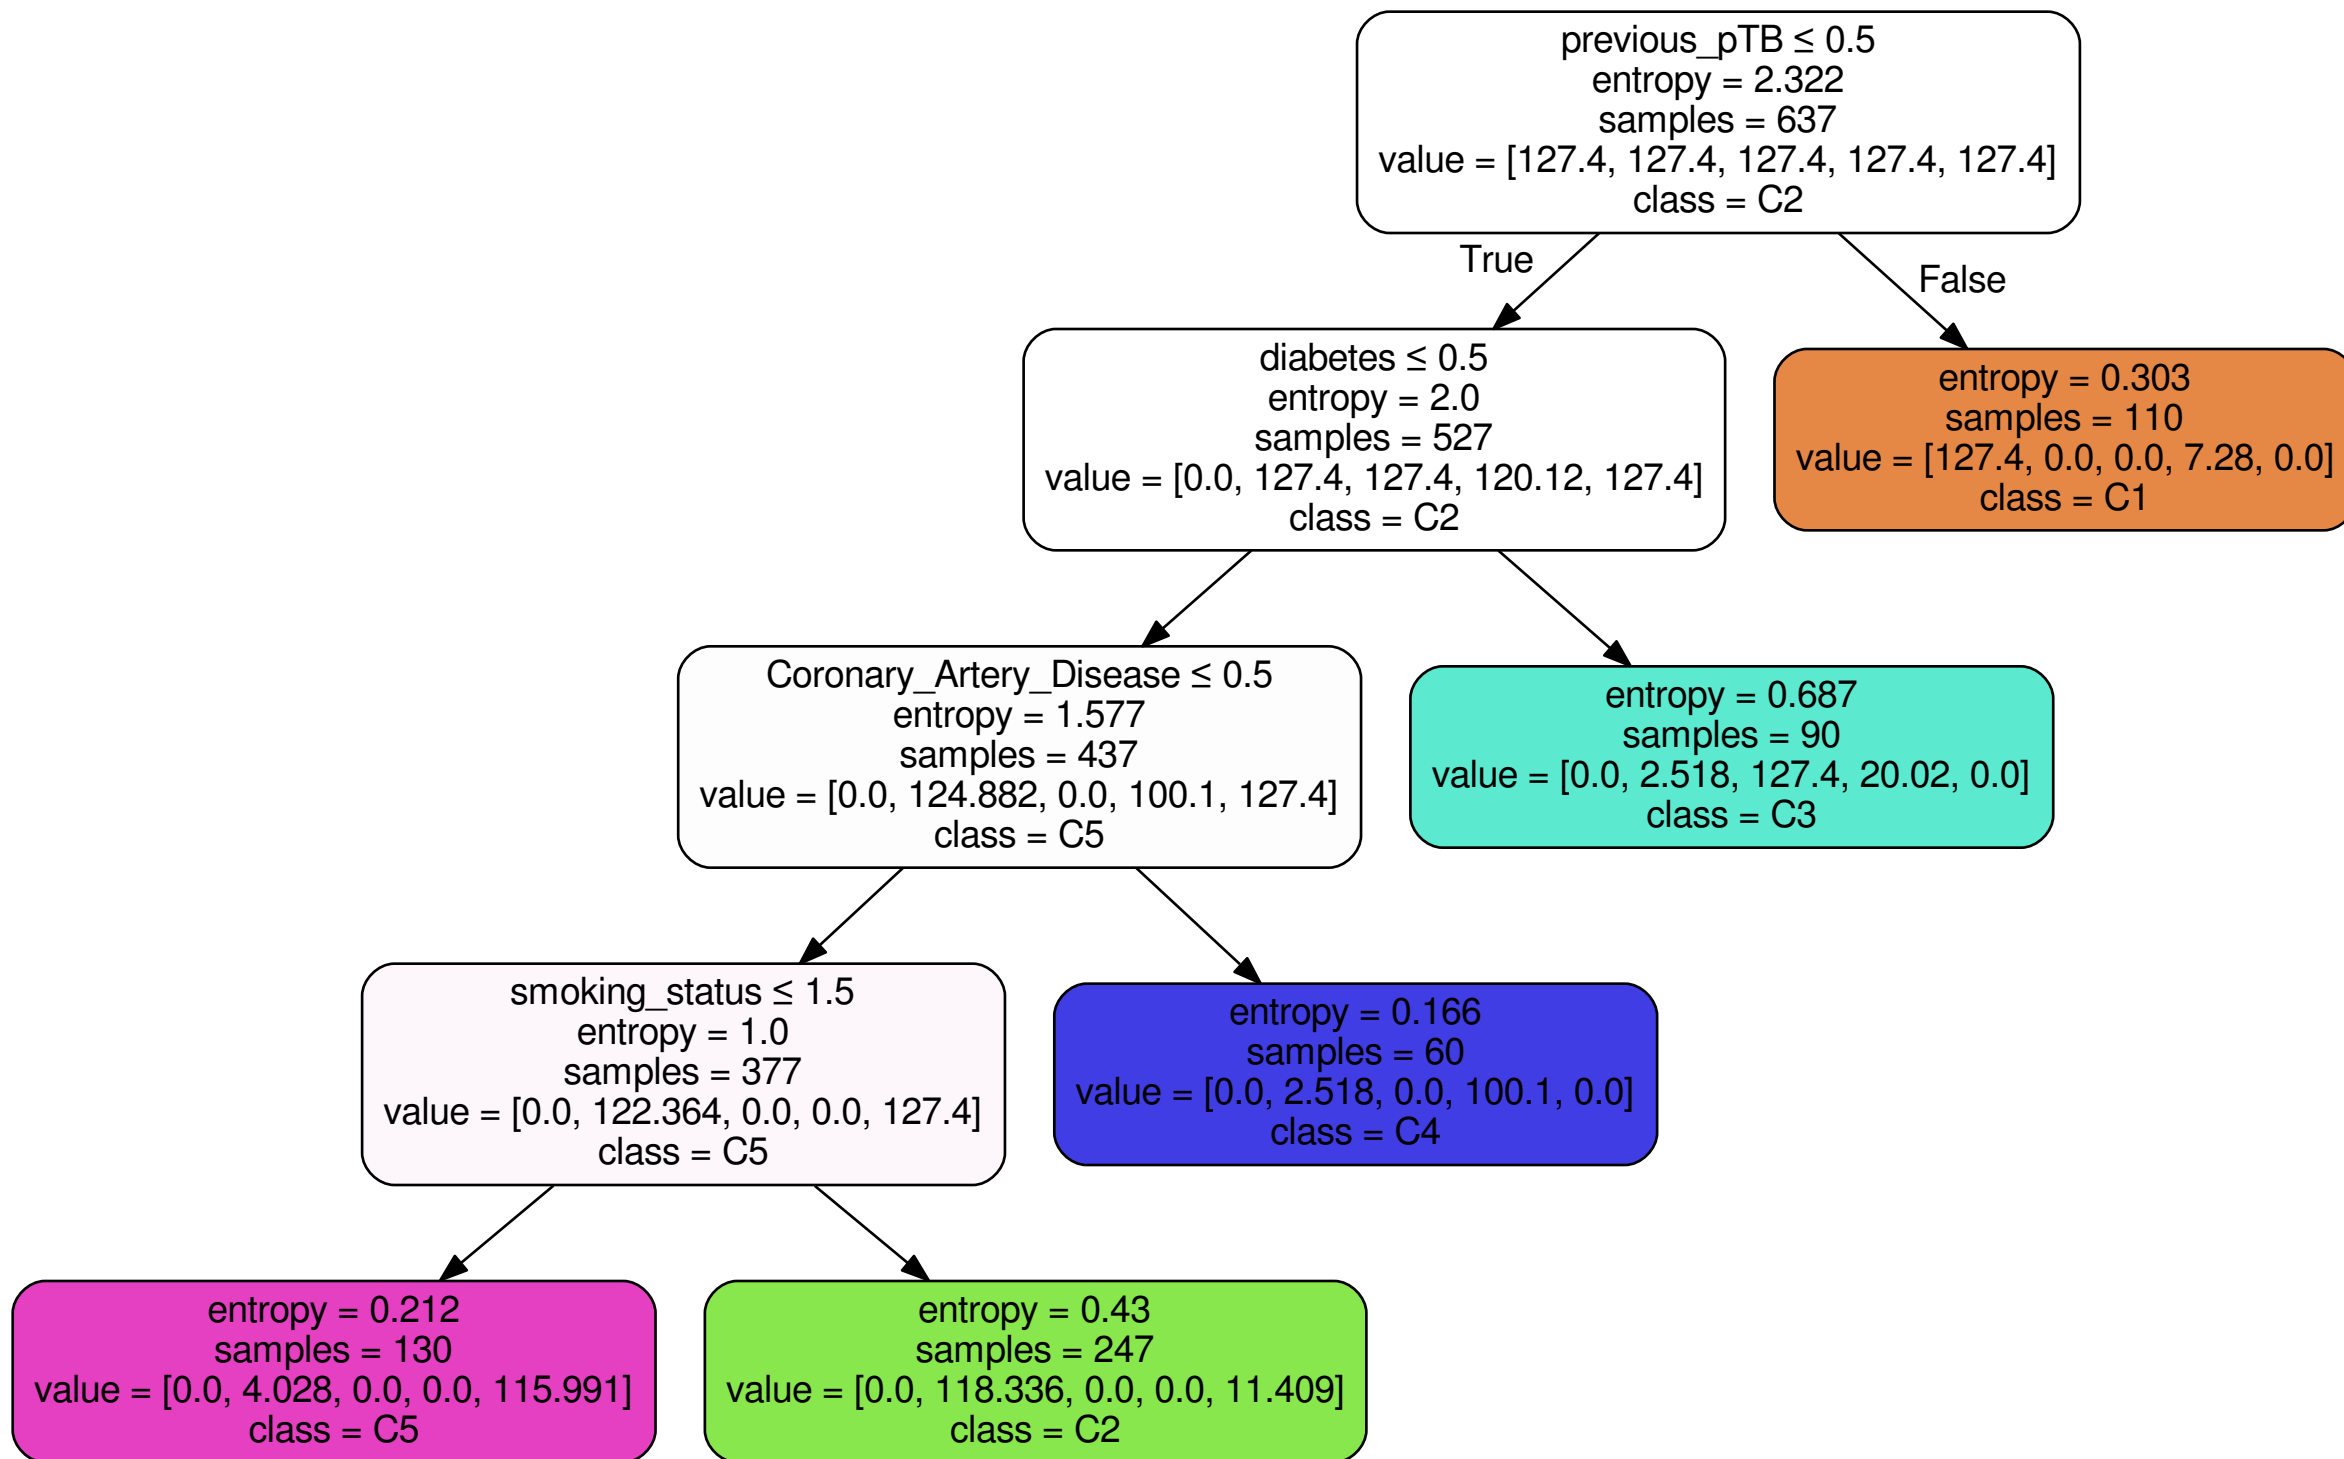 previous_pTB ≤ 0.5
entropy = 2.322
samples = 637
value = [127.4, 127.4, 127.4, 127.4, 127.4]
class = C2
True
False
diabetes ≤ 0.5
entropy = 2.0
samples = 527
value = [0.0, 127.4, 127.4, 120.12, 127.4]
class = C2
entropy = 0.303
samples = 110
value = [127.4, 0.0, 0.0, 7.28, 0.0]
class = C1
Coronary_Artery_Disease ≤ 0.5
entropy = 1.577
samples = 437
value = [0.0, 124.882, 0.0, 100.1, 127.4]
class = C5
entropy = 0.687
samples = 90
value = [0.0, 2.518, 127.4, 20.02, 0.0]
class = C3
smoking_status ≤ 1.5
entropy = 1.0
samples = 377
value = [0.0, 122.364, 0.0, 0.0, 127.4]
class = C5
entropy = 0.166
samples = 60
value = [0.0, 2.518, 0.0, 100.1, 0.0]
class = C4
entropy = 0.212
samples = 130
value = [0.0, 4.028, 0.0, 0.0, 115.991]
class = C5
entropy = 0.43
samples = 247
value = [0.0, 118.336, 0.0, 0.0, 11.409]
class = C2